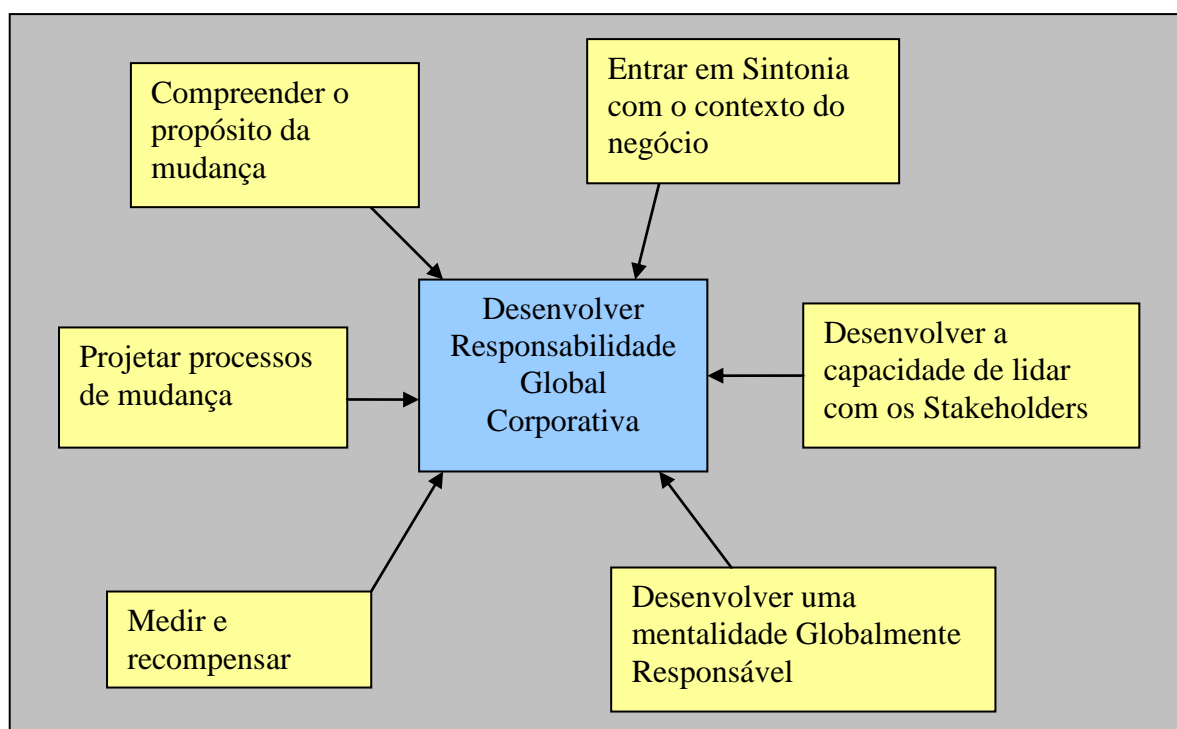 Compreender o
propósito da
mudança
Entrar em Sintonia
com o contexto do
negócio
Desenvolver
Responsabilidade
Global
Corporativa
Projetar processos
de mudança
Desenvolver a
capacidade de lidar
com os Stakeholders
Medir e
recompensar
Desenvolver uma
mentalidade Globalmente
Responsável